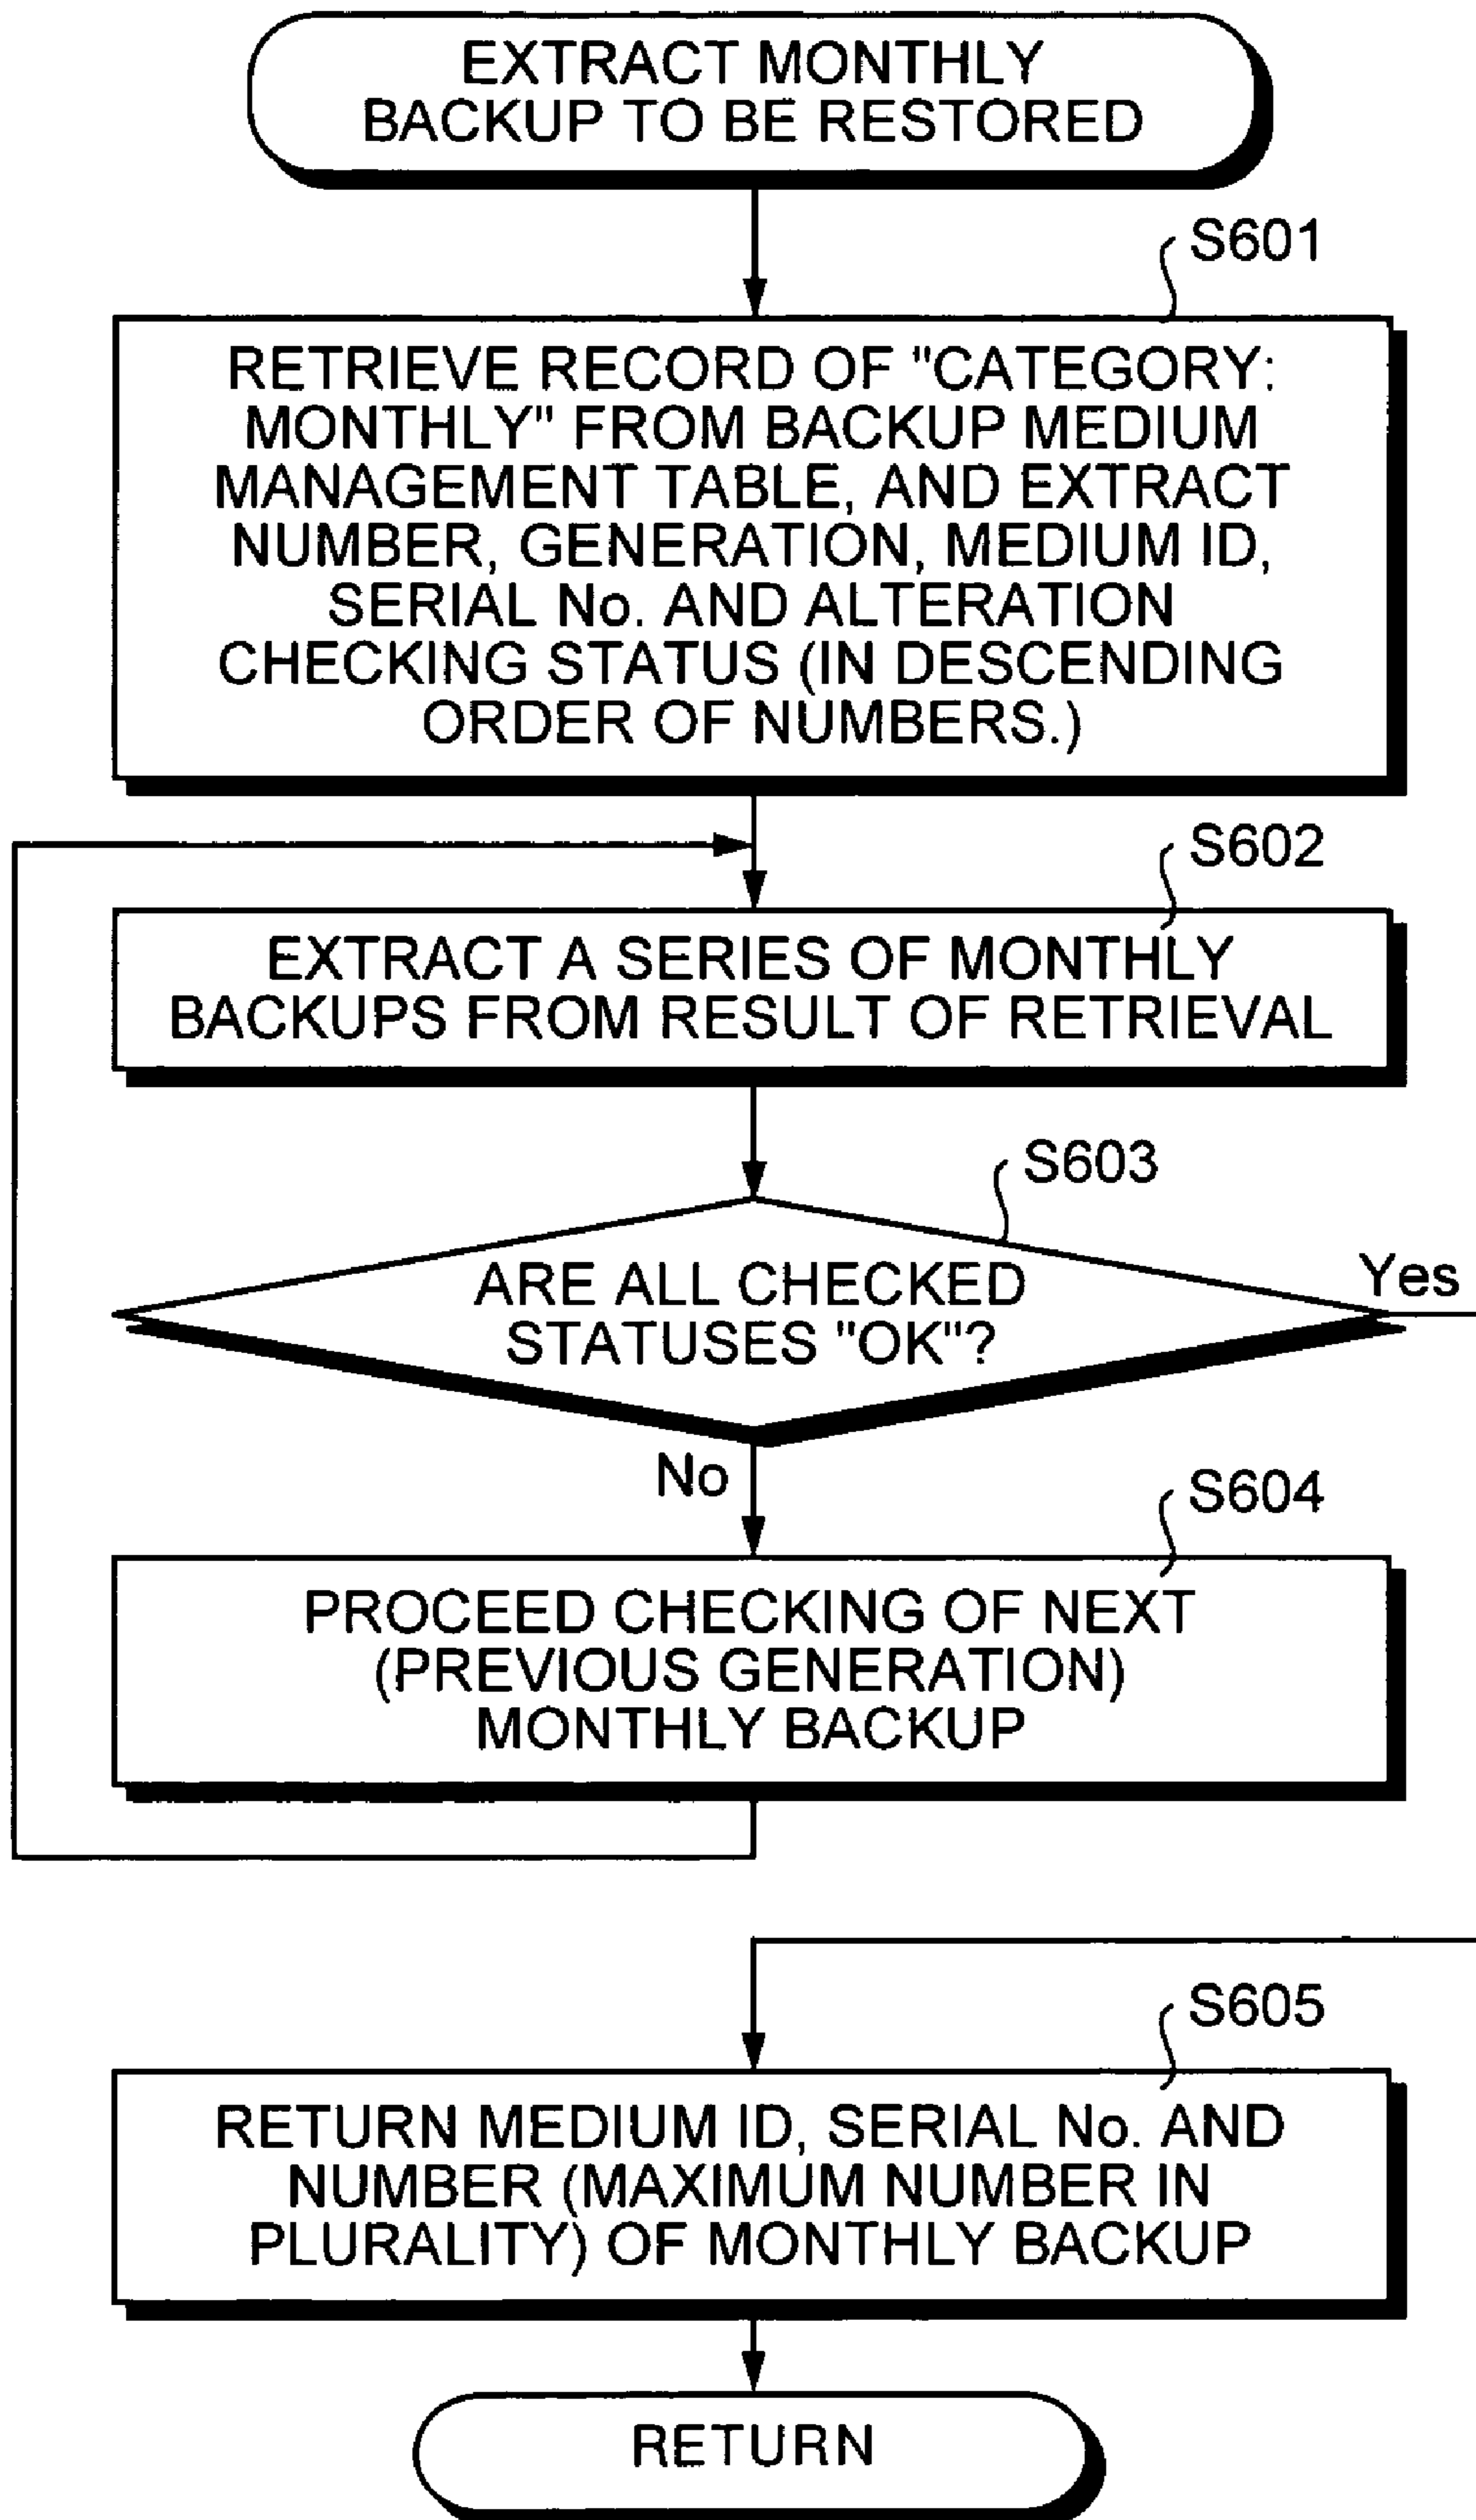 EXTRACT MONTHLY
BACKUP TO BE RESTORED
S601
RETRIEVE RECORD OF "CATEGORY:
MONTHLY" FROM BACKUP MEDIUM
MANAGEMENT TABLE, AND EXTRACT
NUMBER, GENERATION, MEDIUM ID,
SERIAL No. AND ALTERATION
CHECKING STATUS (IN DESCENDING
ORDER OF NUMBERS.)
S602
EXTRACT A SERIES OF MONTHLY
BACKUPS FROM RESULT OF RETRIEVAL
S603
ARE ALL CHECKED
STATUSES "OK"?
Yes
No
S604
PROCEED CHECKING OF NEXT
(PREVIOUS GENERATION)
MONTHLY BACKUP
S605
RETURN MEDIUM ID, SERIAL No. AND
NUMBER (MAXIMUM NUMBER IN
PLURALITY) OF MONTHLY BACKUP
RETURN